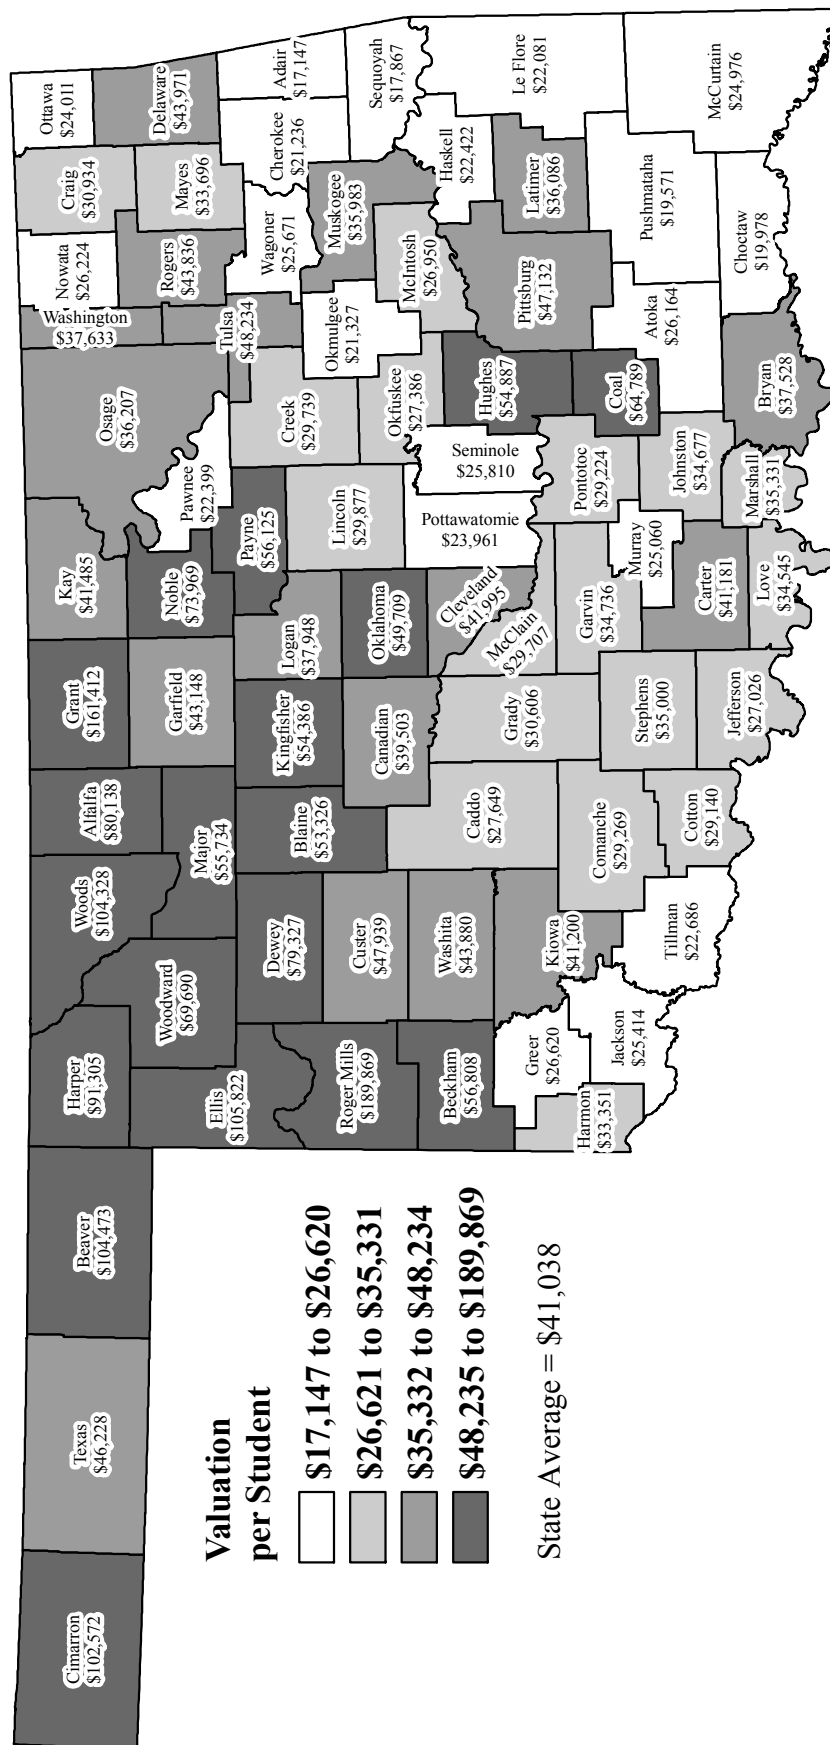 Cimarron
$102,572
Texas
$46,228
Beaver
$104,473
Harper
$91,305
Woods
$104,328
Alfalfa
$80,138
Grant
$161,412
Kay
$41,485
Osage
$36,207
Washington
$37,633
Nowata
$26,224
Craig
$30,934
Ottawa
$24,011
Ellis
$105,822
Woodward
$69,690
Major
$55,734
Garfield
$43,148
Noble
$73,969
Pawnee
$22,399
Payne
$56,125
Tulsa
$48,234
Rogers
$43,836
Mayes
$33,696
Delaware
$43,971
Roger Mills
$189,869
Dewey
$79,327
Custer
$47,939
Blaine
$53,326
Kingfisher
$54,386
Canadian
$39,503
Logan
$37,948
Oklahoma
$49,709
Lincoln
$29,877
Creek
$29,739
Okmulgee
$21,327
Okfuskee
$27,386
Wagoner
$25,671
Cherokee
$21,236
Adair
$17,147
Muskogee
$35,983
Sequoyah
$17,867
Beckham
$56,808
Washita
$43,880
Caddo
$27,649
Grady
$30,606
Cleveland
$41,995
McClain
$29,707
Pottawatomie
$23,961
Seminole
$25,810
Hughes
$54,887
McIntosh
$26,950
Haskell
$22,422
Le Flore
$22,081
Pittsburg
$47,132
Latimer
$36,086
Harmon
$33,351
Greer
$26,620
Jackson
$25,414
Kiowa
$41,200
Tillman
$22,686
Comanche
$29,269
Cotton
$29,140
Stephens
$35,000
Jefferson
$27,026
Garvin
$34,736
Murray
$25,060
Carter
$41,181
Love
$34,545
Pontotoc
$29,224
Johnston
$34,677
Marshall
$35,331
Coal
$64,789
Atoka
$26,164
Bryan
$37,528
Pushmataha
$19,571
Choctaw
$19,978
McCurtain
$24,976
Valuation
per Student
$17,147 to $26,620
$26,621 to $35,331
$35,332 to $48,234
$48,235 to $189,869
State Average = $41,038